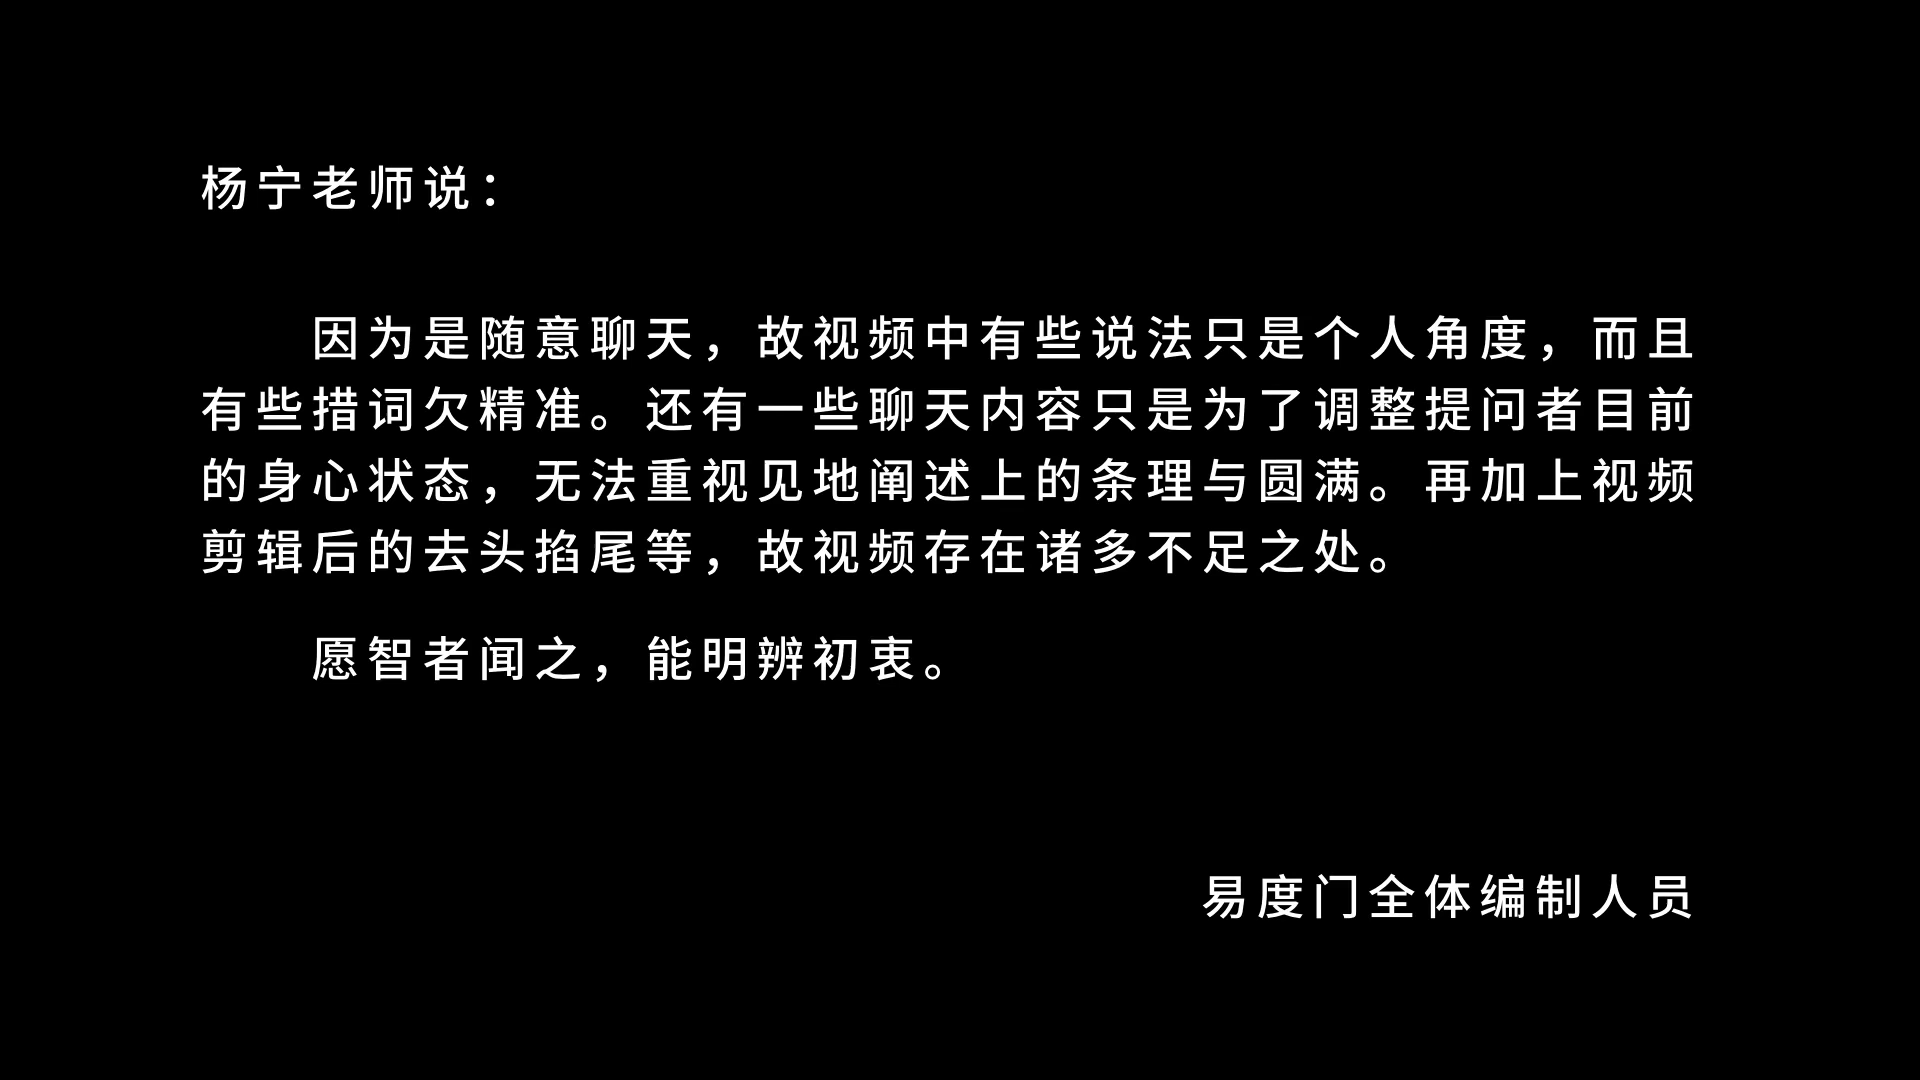 杨宁老师说：
因为是随意聊天，故视频中有些说法只是个人角度，而且
有些措词欠精准。还有一些聊天内容只是为了调整提问者目前
的身心状态，无法重视见地阐述上的条理与圆满。再加上视频
剪辑后的去头掐尾等，故视频存在诸多不足之处。
愿智者闻之，能明辨初衷。
易度门全体编制人员